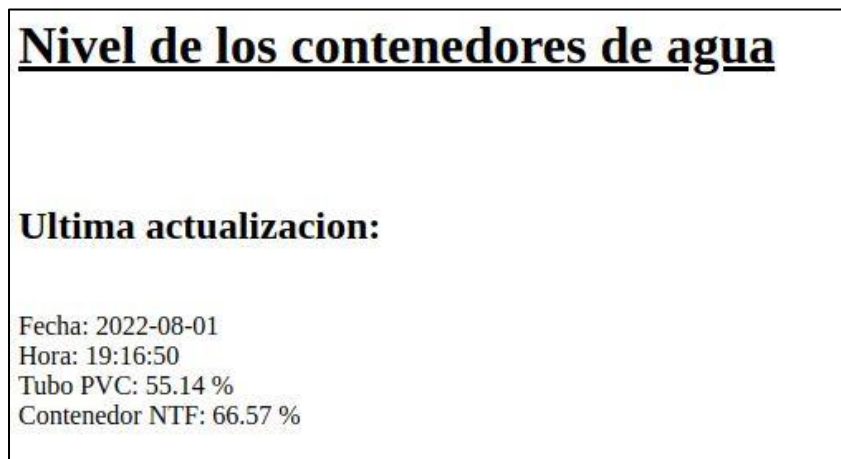 Nivel de los contenedores de agua
Ultima actualizacion:
Fecha: 2022-08-01
Hora: 19:16:50
Tubo PVC: 55.14 %
Contenedor NTF: 66.57 %